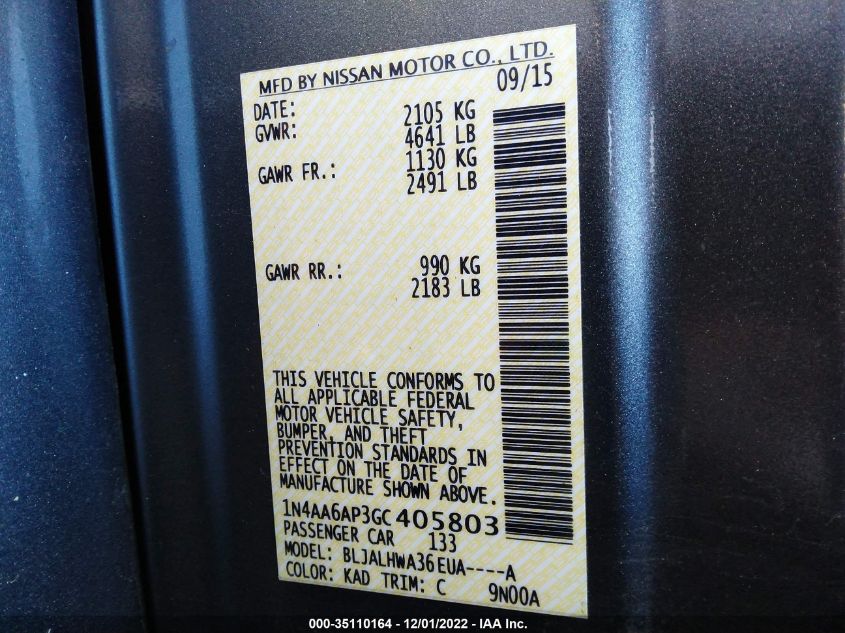 MFD BY NISSAN MOTOR CO., LTD.
DATE: 09/15
GVWR: 2105 KG
4641 LB
GAWR FR.: 1130 KG
2491 LB
GAWR RR.: 990 KG
2183 LB
THIS VEHICLE CONFORMS TO
ALL APPLICABLE FEDERAL
MOTOR VEHICLE SAFETY,
BUMPER, AND THEFT
PREVENTION STANDARDS IN
EFFECT ON THE DATE OF
MANUFACTURE SHOWN ABOVE.
1N4AA6AP3GC405803
PASSENGER CAR 133
MODEL: BLJALHWA36EUA----A
COLOR: KAD TRIM: C 9N00A
000-35110164 - 12/01/2022 - IAA Inc.